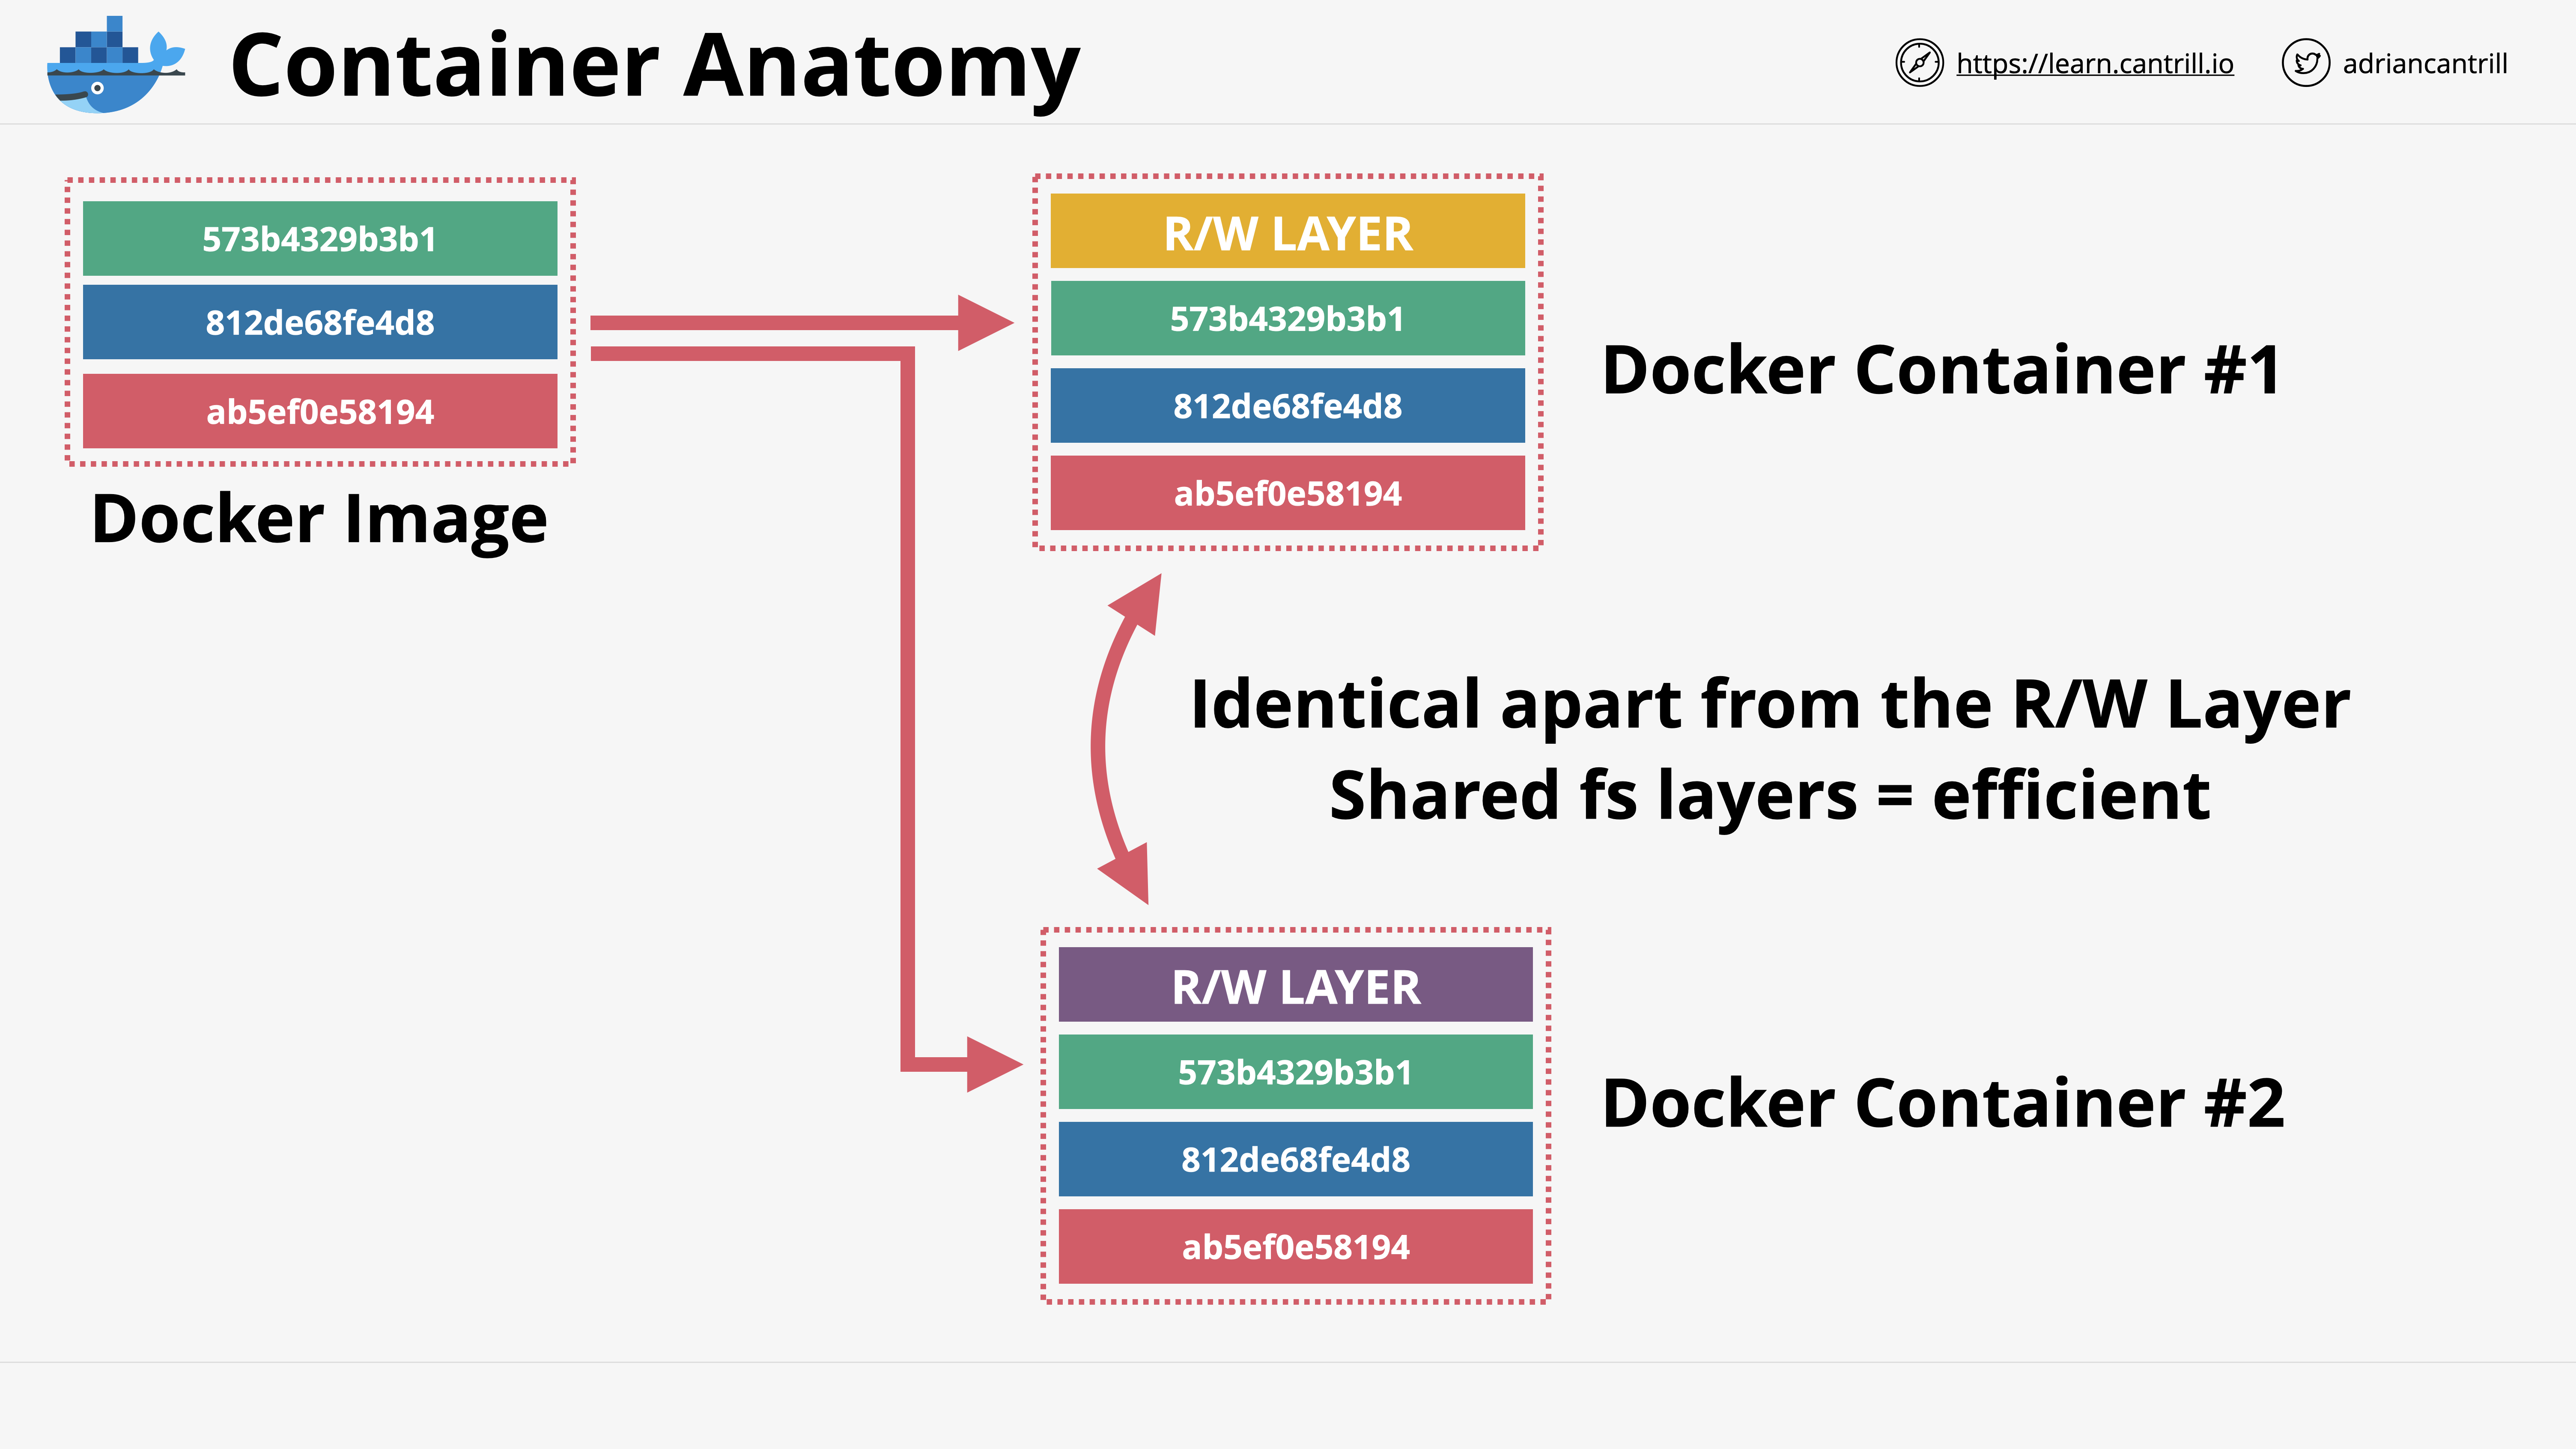 Container Anatomy
https://learn.cantrill.io
adriancantrill
573b4329b3b1
812de68fe4d8
ab5ef0e58194
Docker Image
R/W LAYER
573b4329b3b1
812de68fe4d8
ab5ef0e58194
Docker Container #1
Identical apart from the R/W Layer
Shared fs layers = efficient
R/W LAYER
573b4329b3b1
812de68fe4d8
ab5ef0e58194
Docker Container #2